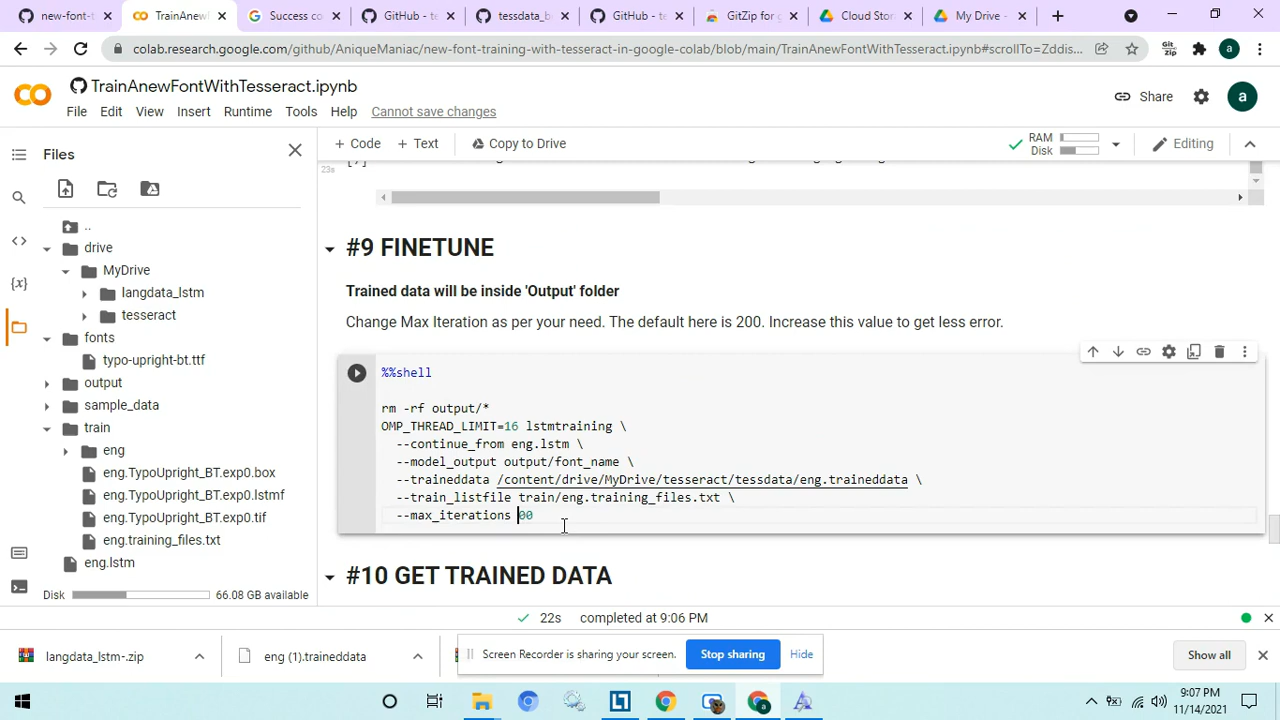 new-font-
TrainAnewF
Success co
GitHub - te
tessdata_b
GitHub - te
GitZip for g
Cloud Stor
My Drive -
colab.research.google.com/github/AniqueManiac/new-font-training-with-tesseract-in-google-colab/blob/main/TrainAnewFontWithTesseract.ipynb#scrollTo=Zddis...
Git Zip
a
CO
TrainAnewFontWithTesseract.ipynb
File Edit View Insert Runtime Tools Help Cannot save changes
Share
a
Files
+ Code + Text Copy to Drive
RAM
Disk
Editing
[7]
23s
..
drive
MyDrive
langdata_lstm
tesseract
fonts
typo-upright-bt.ttf
output
sample_data
train
eng
eng.TypoUpright_BT.exp0.box
eng.TypoUpright_BT.exp0.lstmf
eng.TypoUpright_BT.exp0.tif
eng.training_files.txt
eng.lstm
Disk 66.08 GB available
{x}
#9 FINETUNE
Trained data will be inside 'Output' folder
Change Max Iteration as per your need. The default here is 200. Increase this value to get less error.
%%shell
rm -rf output/*
OMP_THREAD_LIMIT=16 lstmtraining \
--continue_from eng.lstm \
--model_output output/font_name \
--traineddata /content/drive/MyDrive/tesseract/tessdata/eng.traineddata \
--train_listfile train/eng.training_files.txt \
--max_iterations 00
#10 GET TRAINED DATA
22s completed at 9:06 PM
langdata_lstm-.zip
eng (1).traineddata
Screen Recorder is sharing your screen. Stop sharing Hide
Show all
9:07 PM
11/14/2021